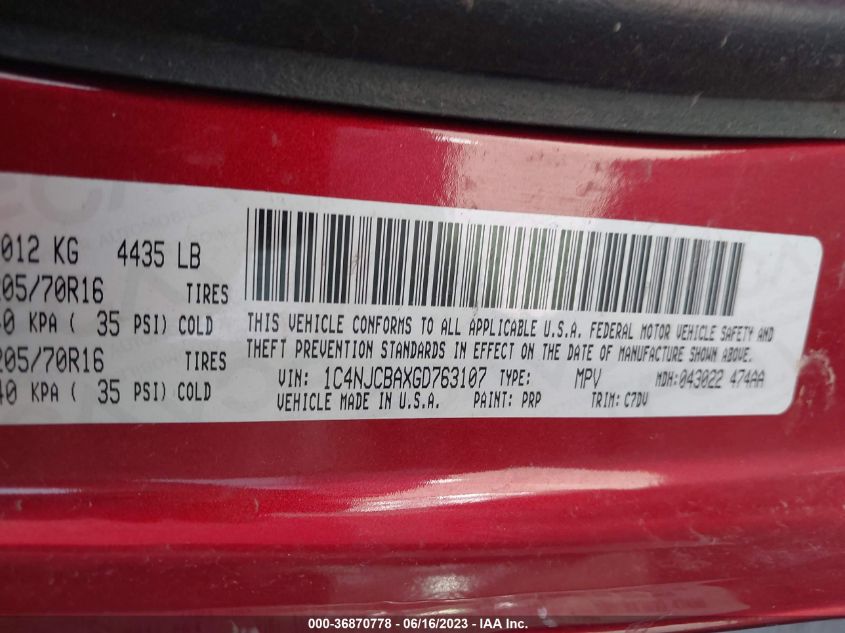 012 KG 4435 LB
205/70R16 TIRES
0 KPA ( 35 PSI) COLD
205/70R16 TIRES
40 KPA ( 35 PSI) COLD
THIS VEHICLE CONFORMS TO ALL APPLICABLE U.S.A. FEDERAL MOTOR VEHICLE SAFETY AND
THEFT PREVENTION STANDARDS IN EFFECT ON THE DATE OF MANUFACTURE SHOWN ABOVE.
VIN: 1C4NJCBAXGD763107 TYPE: MPV MDH:043022 474AA
VEHICLE MADE IN U.S.A. PAINT: PRP TRIM: C7DV
000-36870778 - 06/16/2023 - IAA Inc.